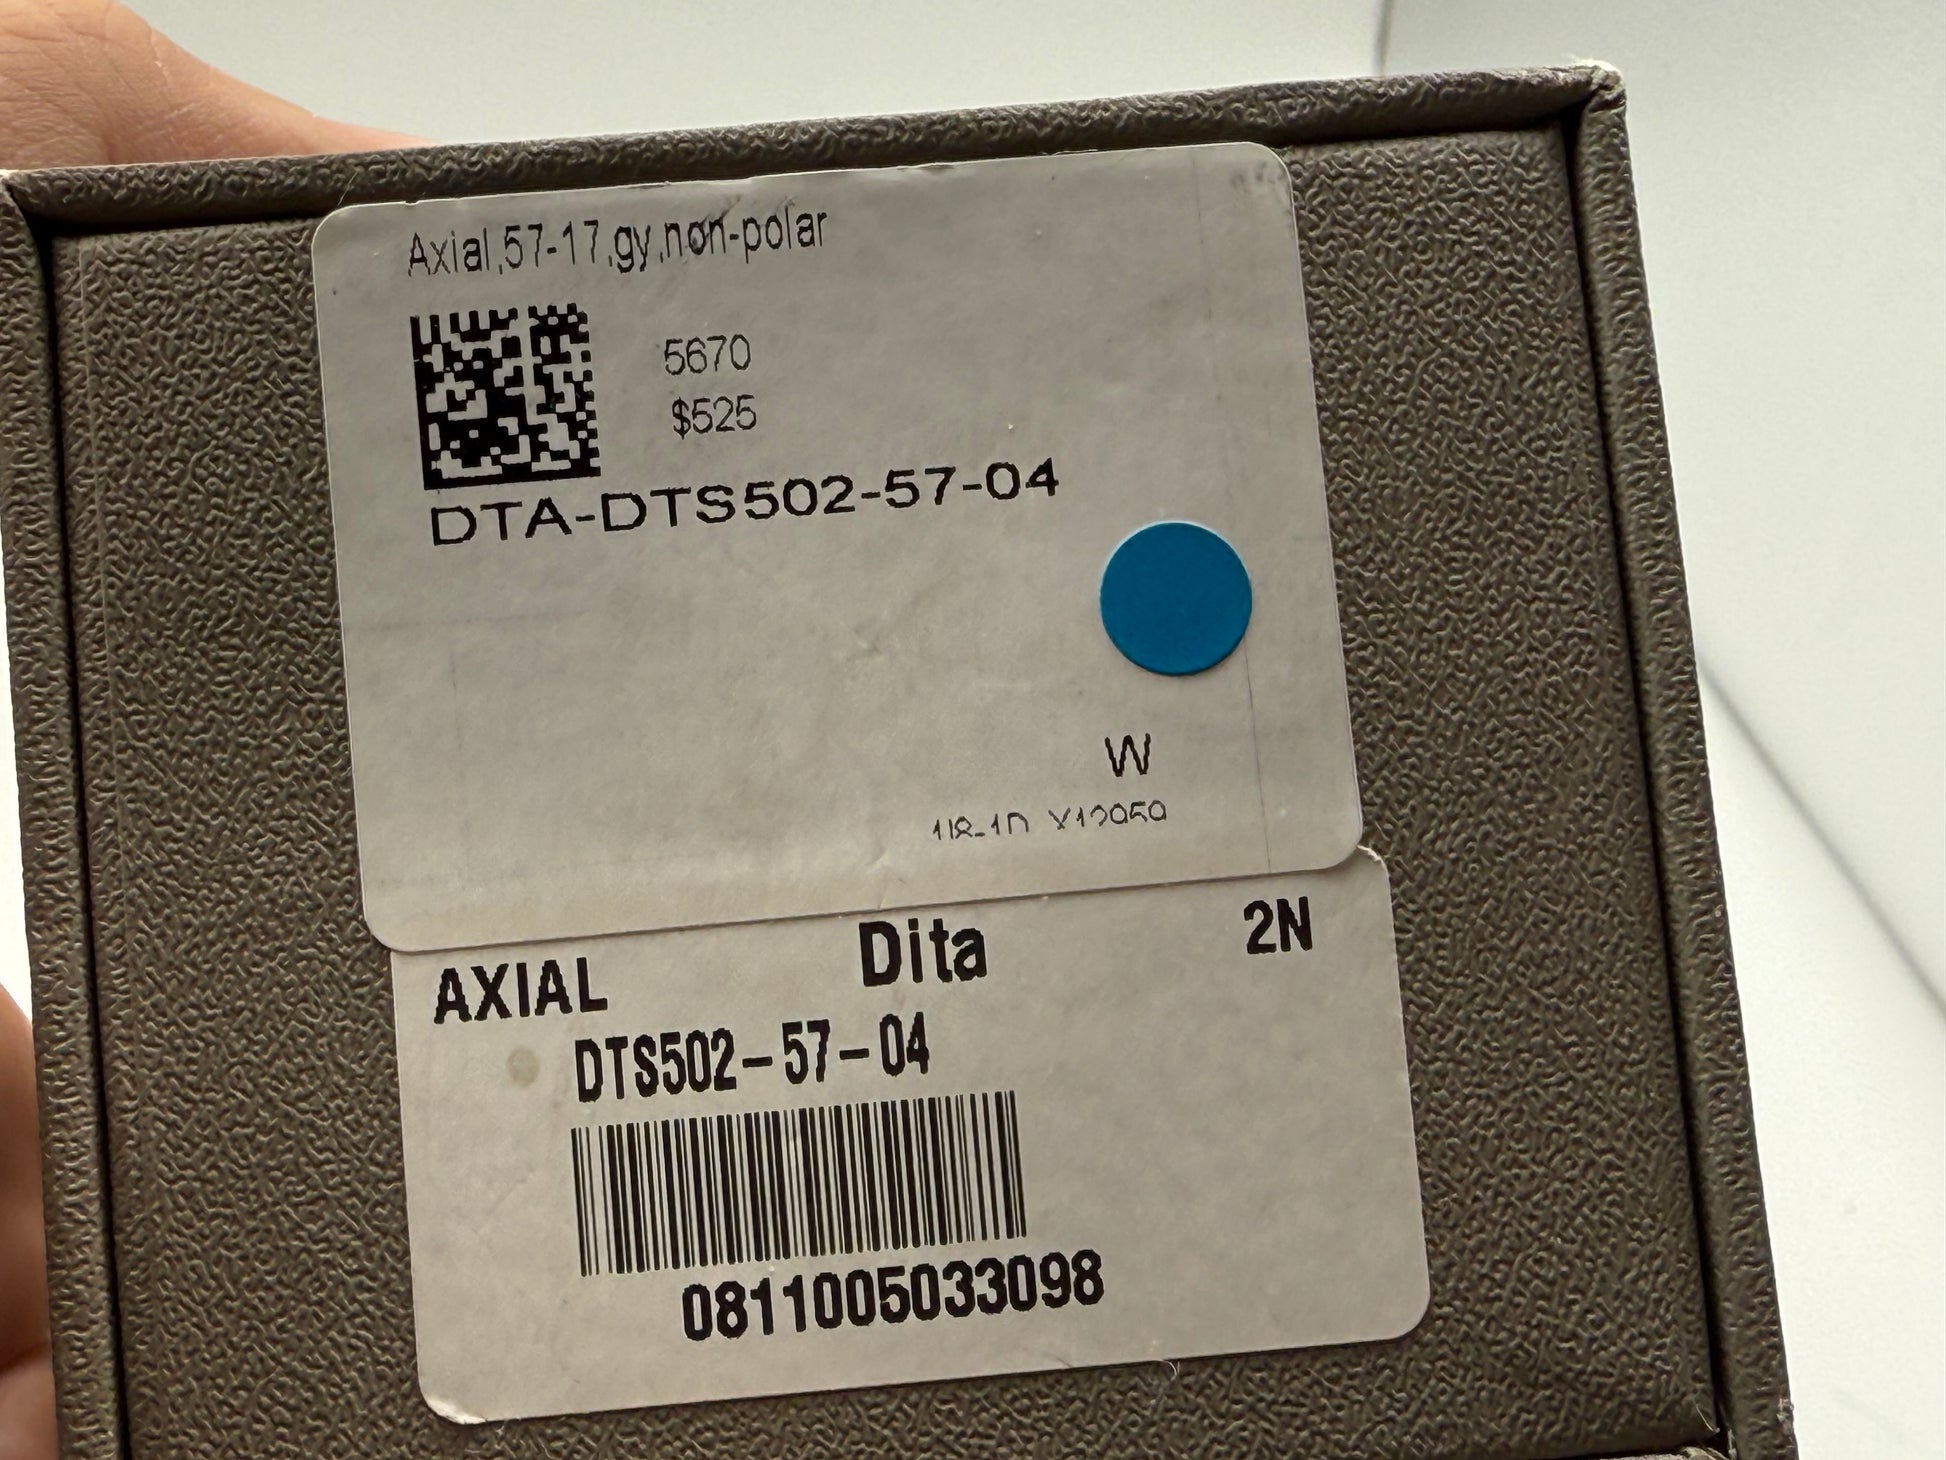 Axial,57-17,gy,non-polar
5670
$525
DTA-DTS502-57-04
W
Dita
2N
AXIAL
DTS502-57-04
0811005033098